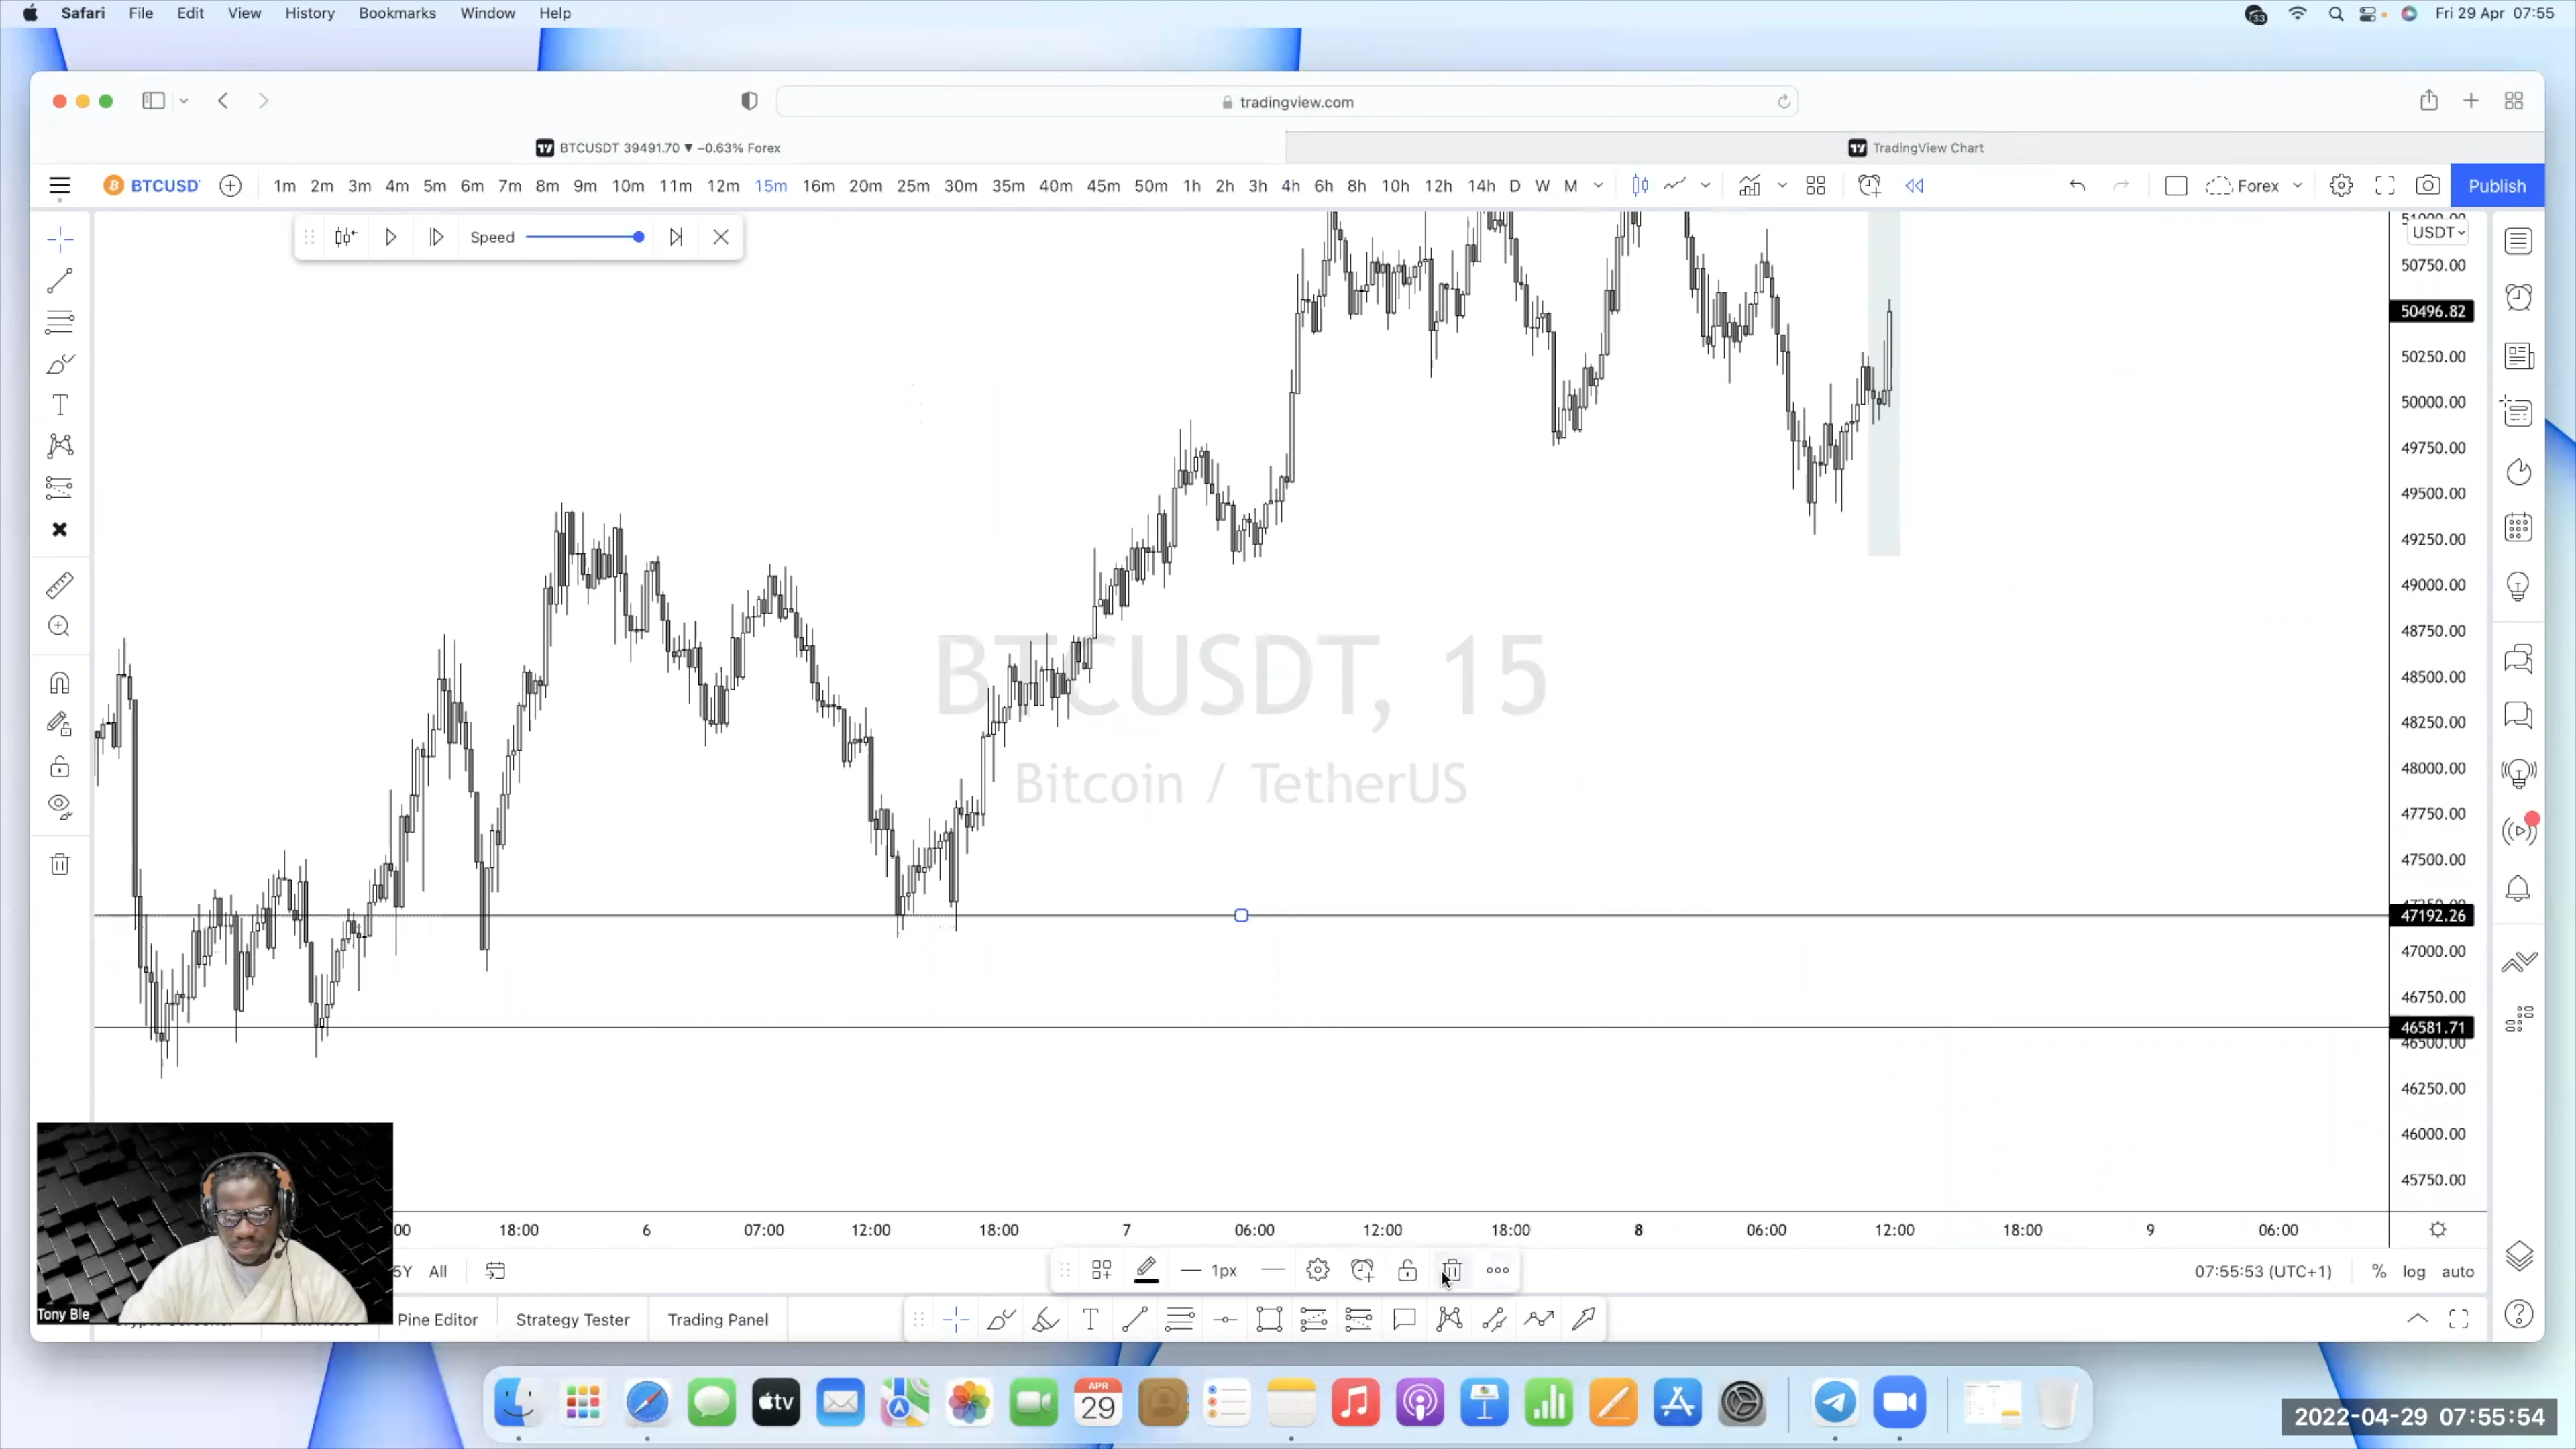 Safari File Edit View History Bookmarks Window Help
33
Fri 29 Apr 07:55
tradingview.com
BTCUSDT 39491.70 ▼ −0.63% Forex
TradingView Chart
BTCUSD
1m 2m 3m 4m 5m 6m 7m 8m 9m 10m 11m 12m 15m 16m 20m 25m 30m 35m 40m 45m 50m 1h 2h 3h 4h 6h 8h 10h 12h 14h D W M
Forex
Publish
Speed
USDT
50750.00
50496.82
50250.00
50000.00
49750.00
49500.00
49250.00
49000.00
48750.00
48500.00
48250.00
48000.00
47750.00
47500.00
47192.26
47000.00
46750.00
46581.71
46500.00
46250.00
46000.00
45750.00
BTCUSDT, 15
Bitcoin / TetherUS
00 18:00 6 07:00 12:00 18:00 7 06:00 12:00 18:00 8 06:00 12:00 18:00 9 06:00
5Y All
1px
07:55:53 (UTC+1) % log auto
Tony Ble
Pine Editor Strategy Tester Trading Panel
tv
APR
29
2022-04-29 07:55:54